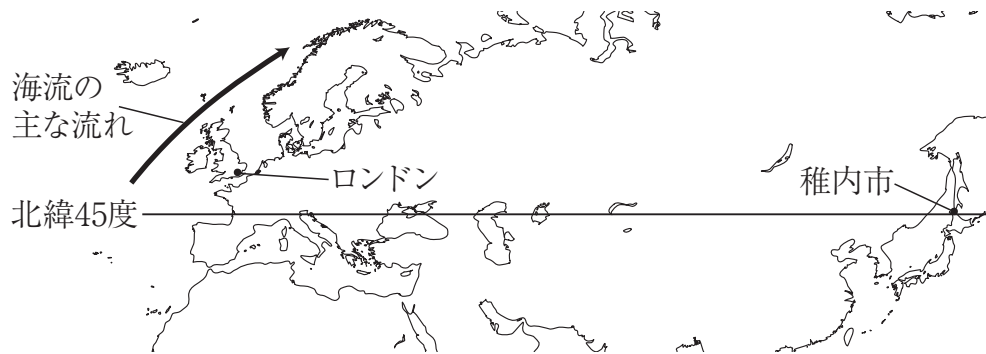 海流の
主な流れ
ロンドン
稚内市
北緯45度